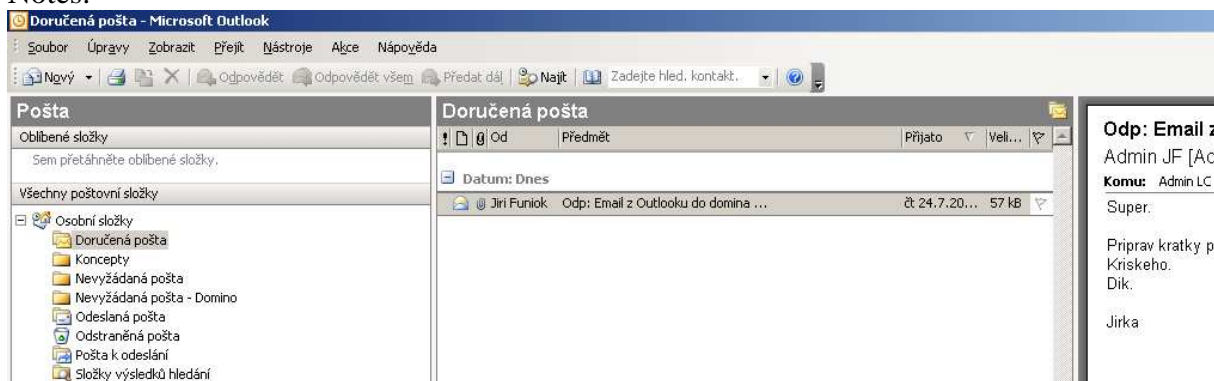 Notes.
Doručená pošta - Microsoft Outlook
Soubor Úpravy Zobrazit Přejít Nástroje Akce Nápověda
Nový Odpovědět Odpovědět všem Předat dál Najít Zadejte hled. kontakt.
Pošta
Oblíbené složky
Sem přetáhněte oblíbené složky.
Všechny poštovní složky
Osobní složky
Doručená pošta
Koncepty
Nevyžádaná pošta
Nevyžádaná pošta - Domino
Odeslaná pošta
Odstraněná pošta
Pošta k odeslání
Složky výsledků hledání
Doručená pošta
Od Předmět Přijato Veli...
Datum: Dnes
Jiri Funiok Odp: Email z Outlooku do domina ... čt 24.7.20... 57 kB
Odp: Email z
Admin JF [Ad
Komu: Admin LC
Super.
Priprav kratky p
Kriskeho.
Dik.
Jirka